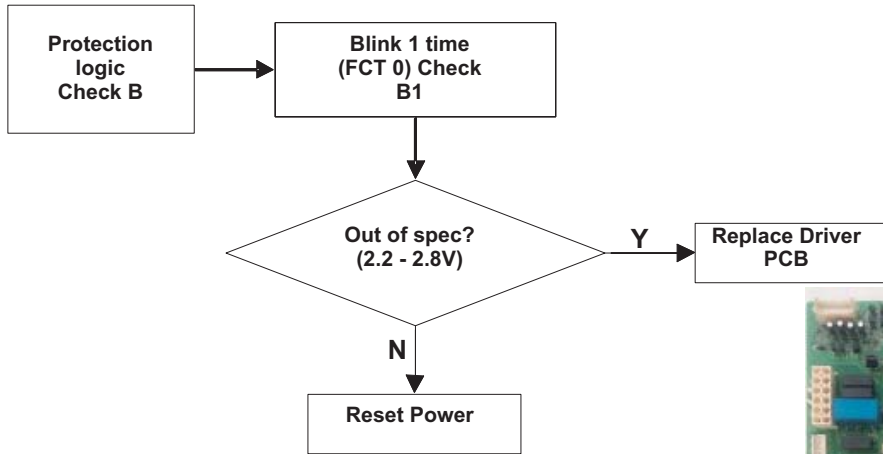 Protection
logic
Check B
Blink 1 time
(FCT 0) Check
B1
Out of spec?
(2.2 - 2.8V)
Y
Replace Driver
PCB
N
Reset Power